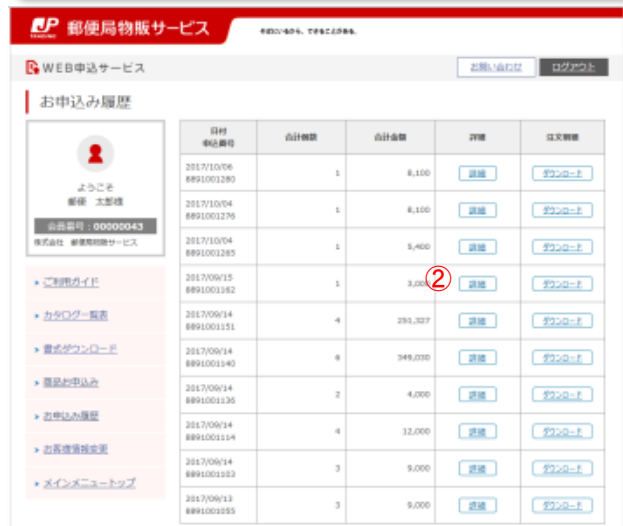 JP 郵便局物販サービス
WEB申込サービス
お問い合わせ
ログアウト
お申込み履歴
ようこそ
郵便 太郎様
会員番号：00000043
株式会社 郵便局物販サービス
ご利用ガイド
カタログ一覧表
書式ダウンロード
商品お申込み
お申込み履歴
お客様情報変更
メインメニュートップ
日付 合計個数 合計金額 詳細 注文明細
申込番号
2017/10/06
8891001280 1 8,100 詳細 ダウンロード
2017/10/04
8891001276 1 8,100 詳細 ダウンロード
2017/10/04
8891001265 1 5,400 詳細 ダウンロード
2017/09/15
8891001162 1 3,000 ② 詳細 ダウンロード
2017/09/14
8891001151 4 251,327 詳細 ダウンロード
2017/09/14
8891001140 6 349,030 詳細 ダウンロード
2017/09/14
8891001136 2 4,000 詳細 ダウンロード
2017/09/14
8891001114 4 12,000 詳細 ダウンロード
2017/09/14
8891001103 3 9,000 詳細 ダウンロード
2017/09/13
8891001055 3 9,000 詳細 ダウンロード